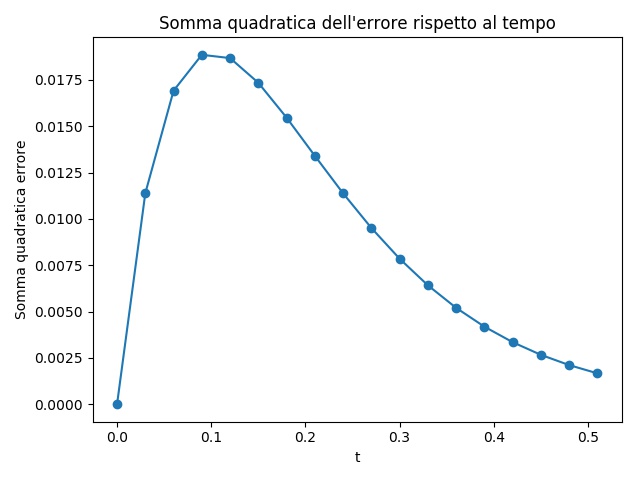 Somma quadratica dell'errore rispetto al tempo
Somma quadratica errore
0.0175
0.0150
0.0125
0.0100
0.0075
0.0050
0.0025
0.0000
0.0 0.1 0.2 0.3 0.4 0.5
t